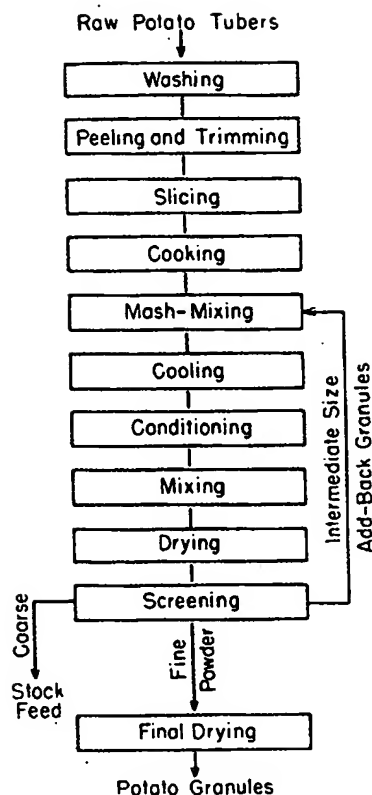 Raw Potato Tubers
Washing
Peeling and Trimming
Slicing
Cooking
Mash-Mixing
Cooling
Conditioning
Mixing
Drying
Screening
Intermediate Size
Add-Back Granules
Coarse
Stock
Feed
Fine
Powder
Final Drying
Potato Granules